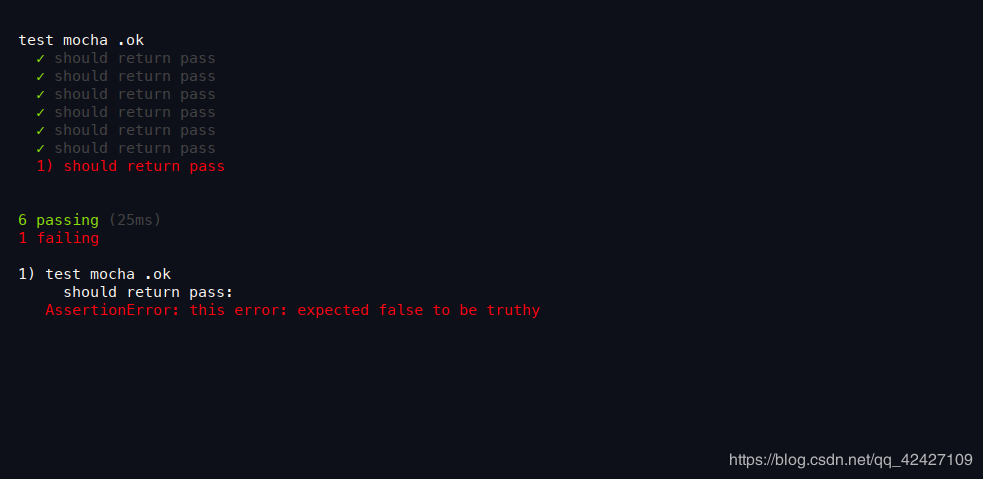 test mocha .ok
✓ should return pass
✓ should return pass
✓ should return pass
✓ should return pass
✓ should return pass
✓ should return pass
1) should return pass
6 passing (25ms)
1 failing
1) test mocha .ok
should return pass:
AssertionError: this error: expected false to be truthy
https://blog.csdn.net/qq_42427109